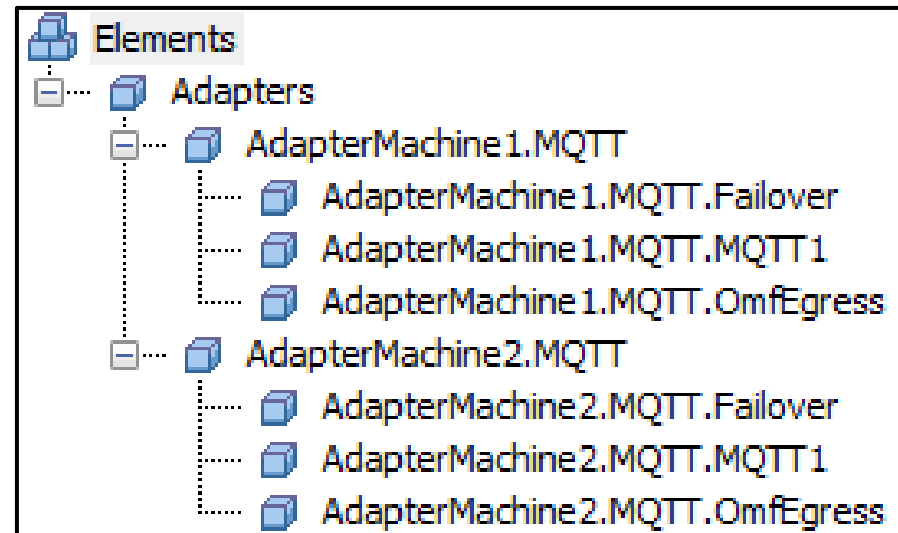 Elements
Adapters
AdapterMachine1.MQTT
AdapterMachine1.MQTT.Failover
AdapterMachine1.MQTT.MQTT1
AdapterMachine1.MQTT.OmfEgress
AdapterMachine2.MQTT
AdapterMachine2.MQTT.Failover
AdapterMachine2.MQTT.MQTT1
AdapterMachine2.MQTT.OmfEgress